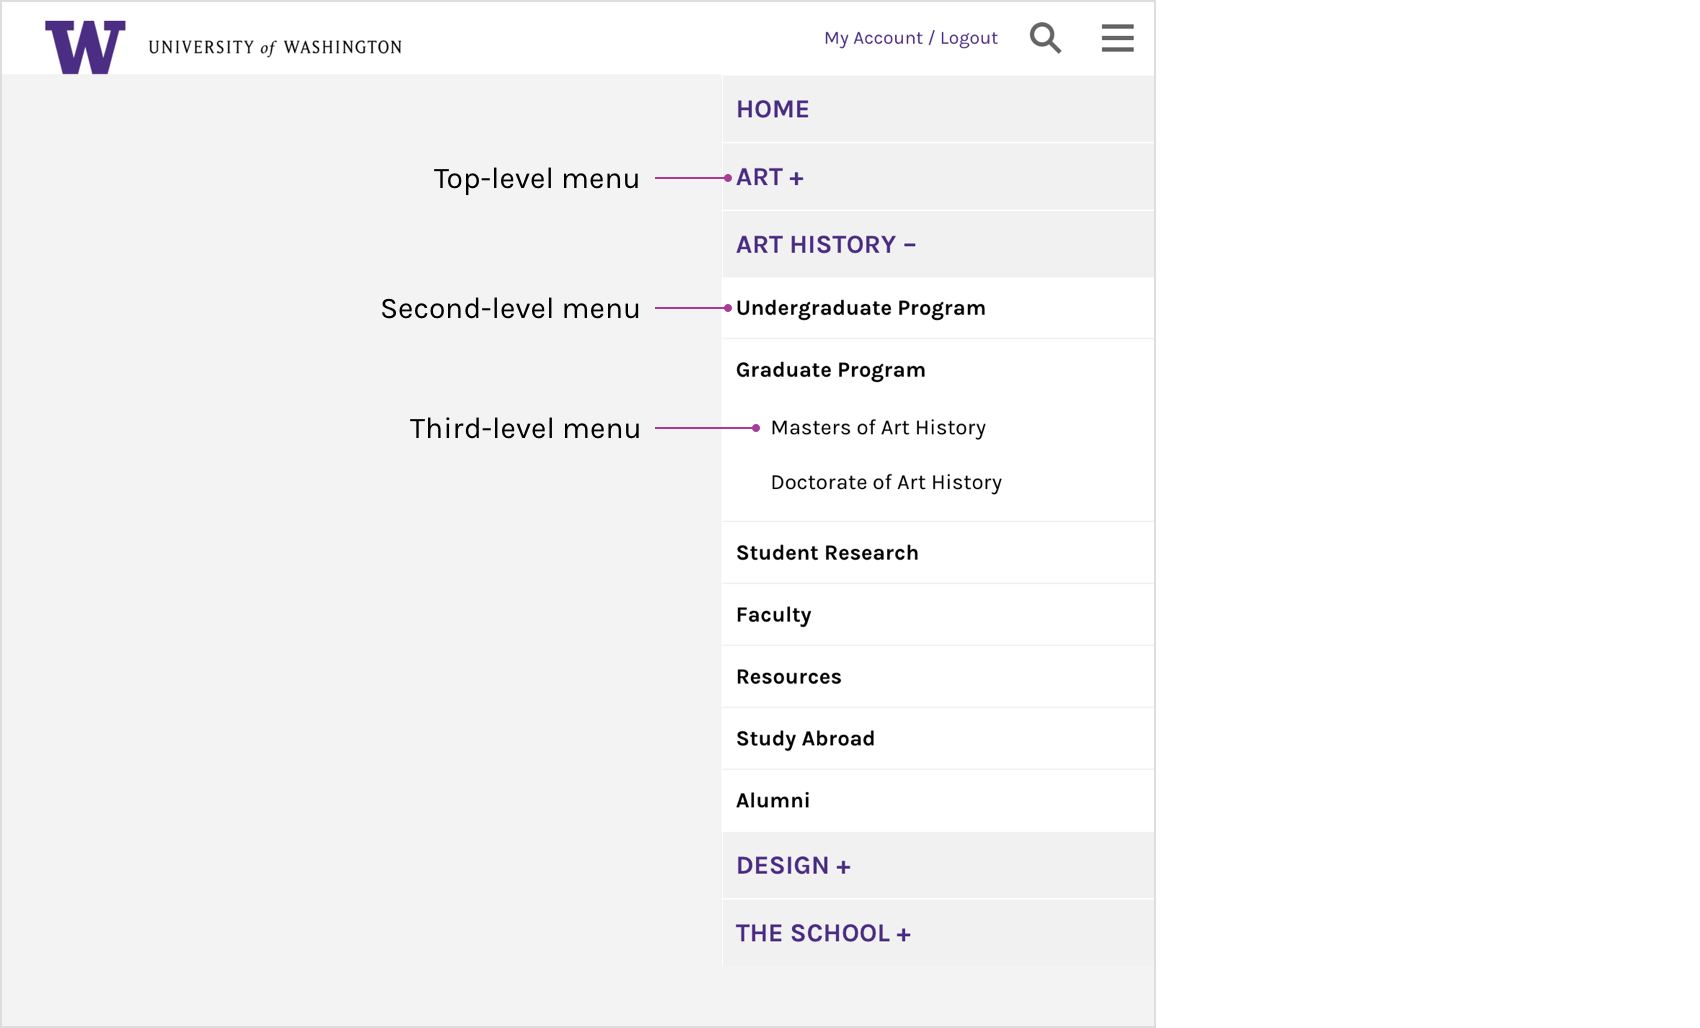 W UNIVERSITY of WASHINGTON
My Account / Logout
HOME
Top-level menu
ART +
ART HISTORY –
Second-level menu
Undergraduate Program
Graduate Program
Third-level menu
Masters of Art History
Doctorate of Art History
Student Research
Faculty
Resources
Study Abroad
Alumni
DESIGN +
THE SCHOOL +